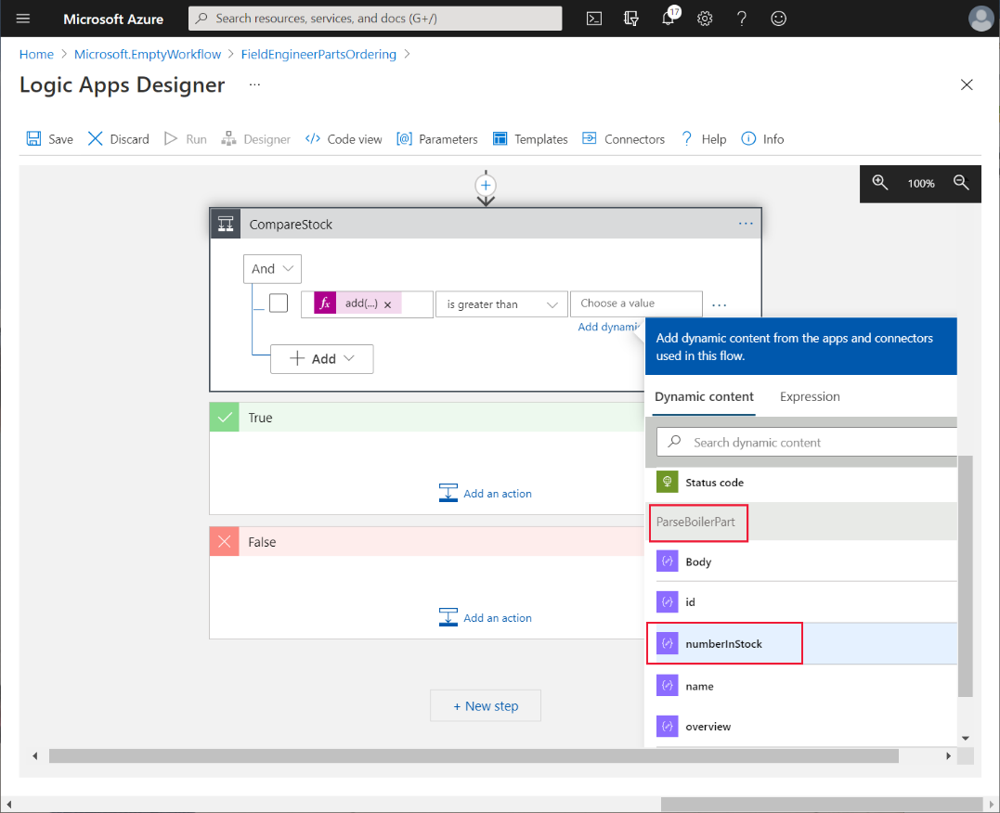 Microsoft Azure
Search resources, services, and docs (G+/)
17
Home > Microsoft.EmptyWorkflow > FieldEngineerPartsOrdering >
Logic Apps Designer ...
Save Discard Run Designer Code view Parameters Templates Connectors Help Info
100%
CompareStock
And
fx add(...) × is greater than Choose a value
Add dynami
+ Add
Add dynamic content from the apps and connectors
used in this flow.
Dynamic content Expression
Search dynamic content
True
Add an action
Status code
ParseBoilerPart
Body
id
numberInStock
name
overview
False
Add an action
+ New step